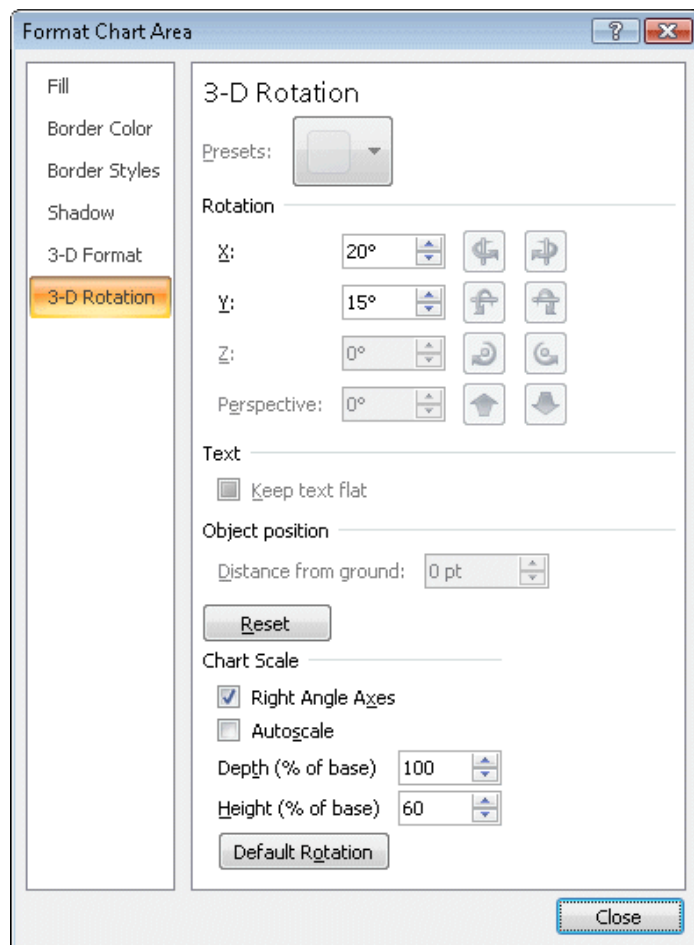 Format Chart Area
Fill
Border Color
Border Styles
Shadow
3-D Format
3-D Rotation
3-D Rotation
Presets:
Rotation
X: 20°
Y: 15°
Z: 0°
Perspective: 0°
Text
Keep text flat
Object position
Distance from ground: 0 pt
Reset
Chart Scale
Right Angle Axes
Autoscale
Depth (% of base) 100
Height (% of base) 60
Default Rotation
Close